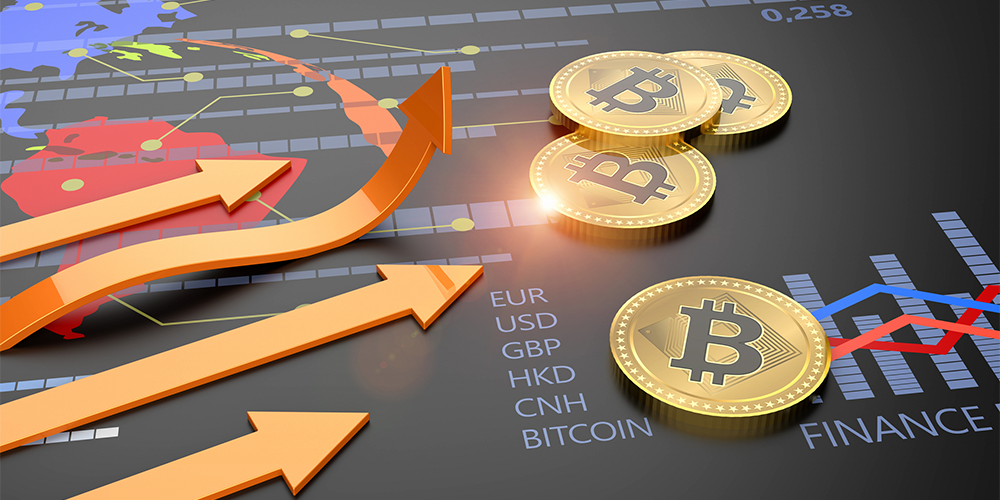 0,258
EUR
USD
GBP
HKD
CNH
BITCOIN
FINANCE